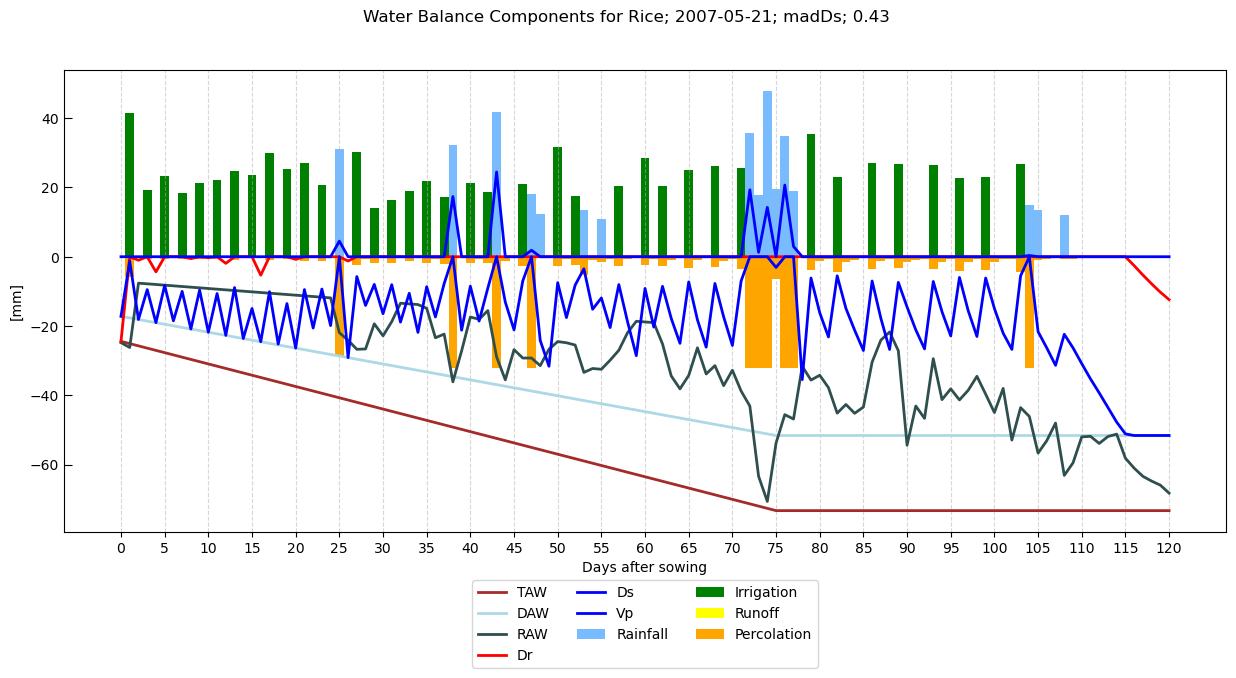 Water Balance Components for Rice; 2007-05-21; madDs; 0.43
[mm]
40
20
0
−20
−40
−60
0 5 10 15 20 25 30 35 40 45 50 55 60 65 70 75 80 85 90 95 100 105 110 115 120
Days after sowing
TAW Ds Irrigation
DAW Vp Runoff
RAW Rainfall Percolation
Dr